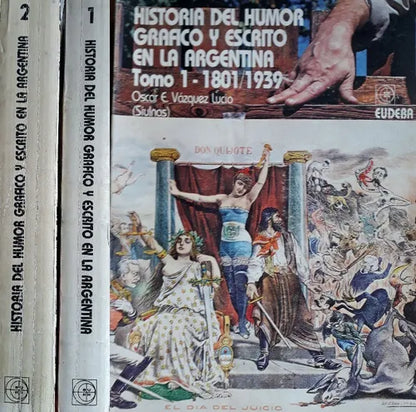 2
HISTORIA DEL HUMOR GRAFICO Y ESCRITO EN LA ARGENTINA
1
HISTORIA DEL HUMOR GRAFICO Y ESCRITO EN LA ARGENTINA
HISTORIA DEL HUMOR
GRAFICO Y ESCRITO
EN LA ARGENTINA
Tomo 1-1801/1939
Oscar E. Vázquez Lucio
(Siulnas)
EUDEBA
DON QUIJOTE
EL DIA DEL JUICIO